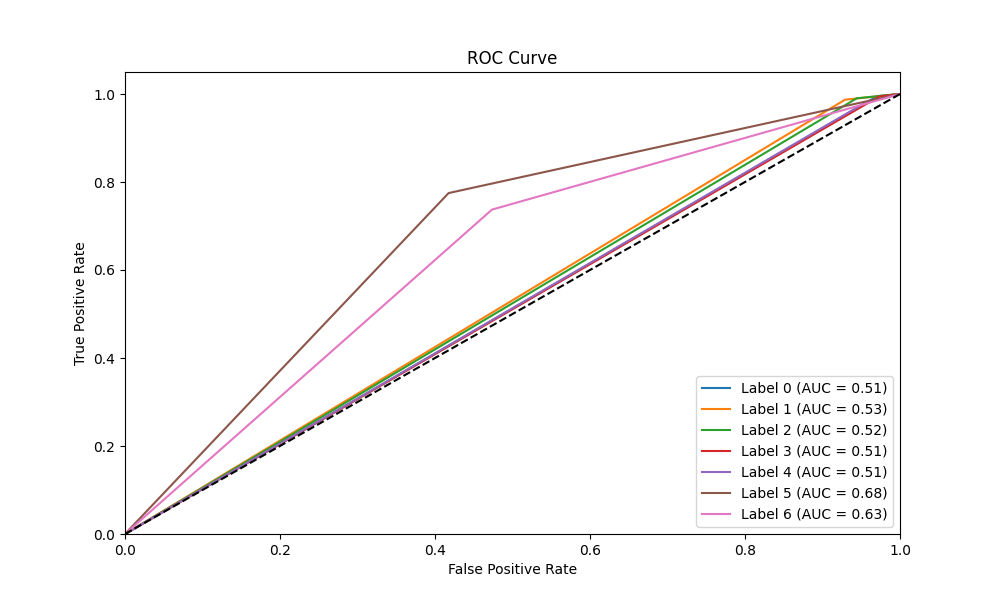 ROC Curve
True Positive Rate
1.0
0.8
0.6
0.4
0.2
0.0
0.0 0.2 0.4 0.6 0.8 1.0
False Positive Rate
Label 0 (AUC = 0.51)
Label 1 (AUC = 0.53)
Label 2 (AUC = 0.52)
Label 3 (AUC = 0.51)
Label 4 (AUC = 0.51)
Label 5 (AUC = 0.68)
Label 6 (AUC = 0.63)